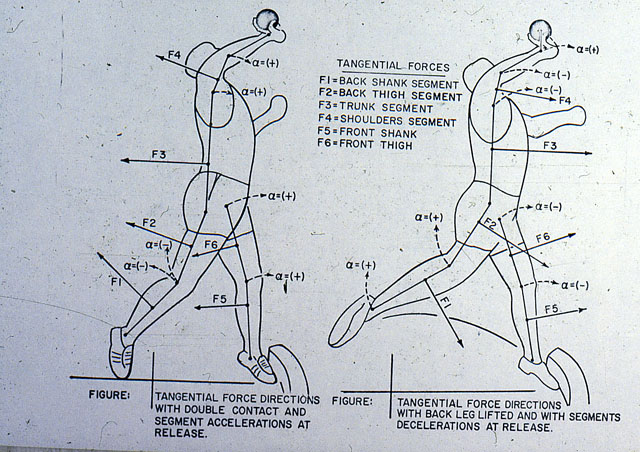 F4
α=(+)
α=(+)
F3
α=(+)
F2
α=(-)
F6
α=(-)
α=(+)
F1
F5
TANGENTIAL FORCES
F1=BACK SHANK SEGMENT
F2=BACK THIGH SEGMENT
F3=TRUNK SEGMENT
F4=SHOULDERS SEGMENT
F5=FRONT SHANK
F6=FRONT THIGH
α=(+)
α=(-)
α=(-)
F4
F3
α=(-)
α=(+)
F2
F6
α=(+)
α=(-)
F1
F5
FIGURE:
TANGENTIAL FORCE DIRECTIONS
WITH DOUBLE CONTACT AND
SEGMENT ACCELERATIONS AT
RELEASE.
FIGURE:
TANGENTIAL FORCE DIRECTIONS
WITH BACK LEG LIFTED AND WITH SEGMENTS
DECELERATIONS AT RELEASE.